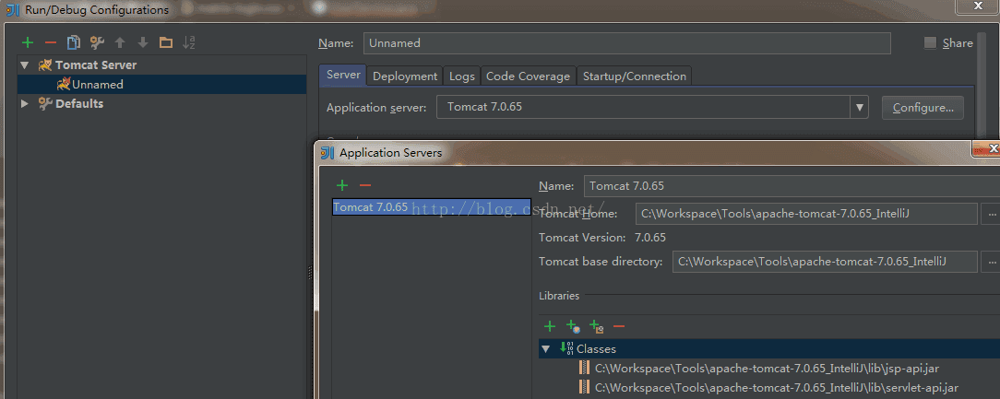 Run/Debug Configurations
Name: Unnamed Share
Tomcat Server
Unnamed
Defaults
Server Deployment Logs Code Coverage Startup/Connection
Application server: Tomcat 7.0.65 Configure...
Application Servers
Tomcat 7.0.65
http://blog.csdn.net/
Name: Tomcat 7.0.65
Tomcat Home: C:\Workspace\Tools\apache-tomcat-7.0.65_IntelliJ ...
Tomcat Version: 7.0.65
Tomcat base directory: C:\Workspace\Tools\apache-tomcat-7.0.65_IntelliJ ...
Libraries
Classes
C:\Workspace\Tools\apache-tomcat-7.0.65_IntelliJ\lib\jsp-api.jar
C:\Workspace\Tools\apache-tomcat-7.0.65_IntelliJ\lib\servlet-api.jar